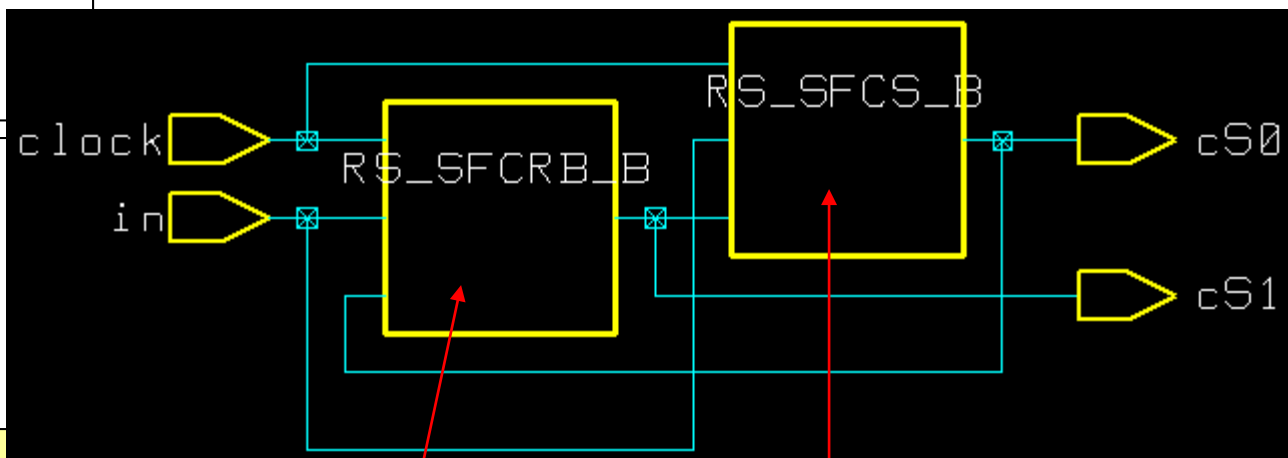 RS_SFCS_B
clock
RS_SFCRB_B
cS0
in
cS1